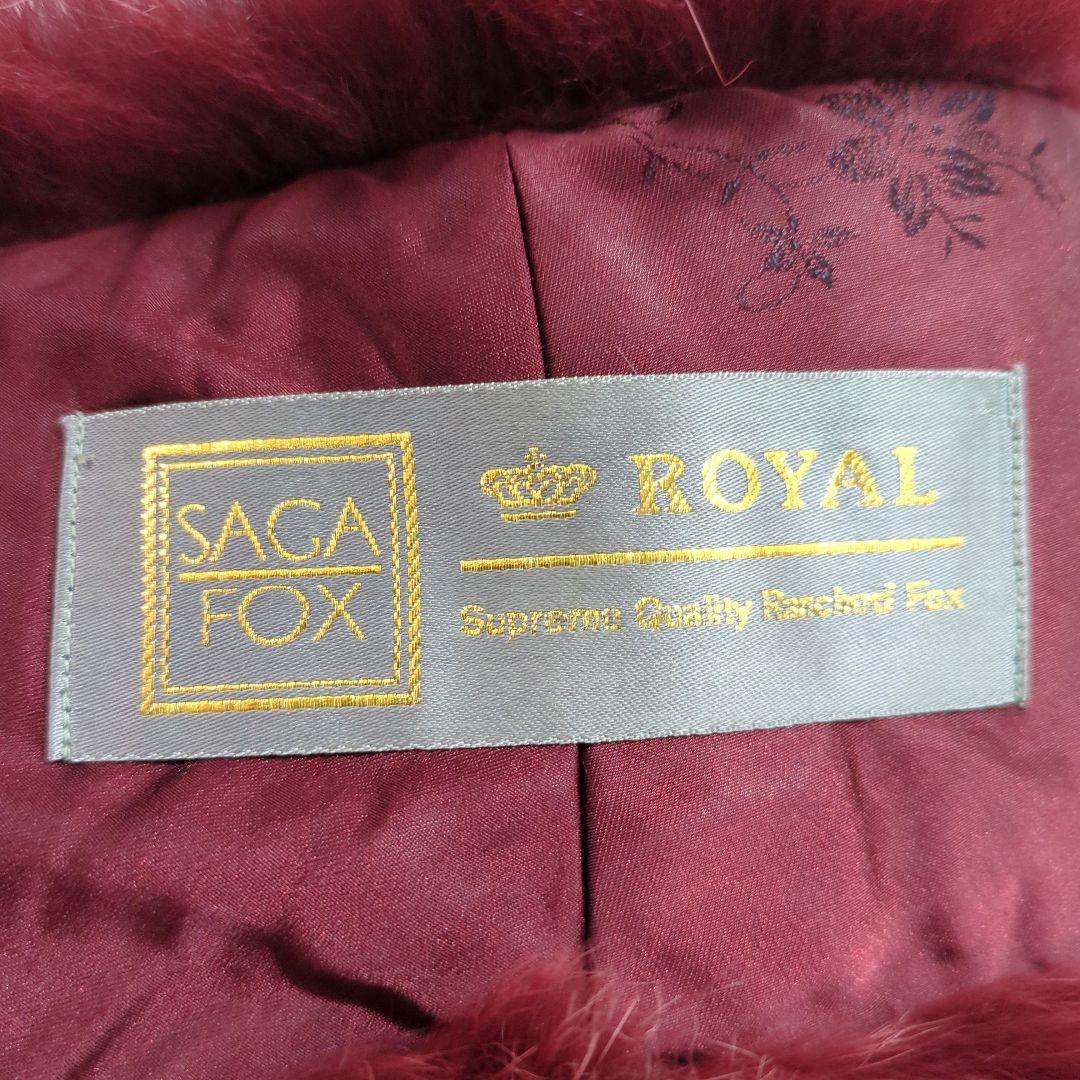 SAGA
FOX
ROYAL
Supreme Quality Ranched Fox